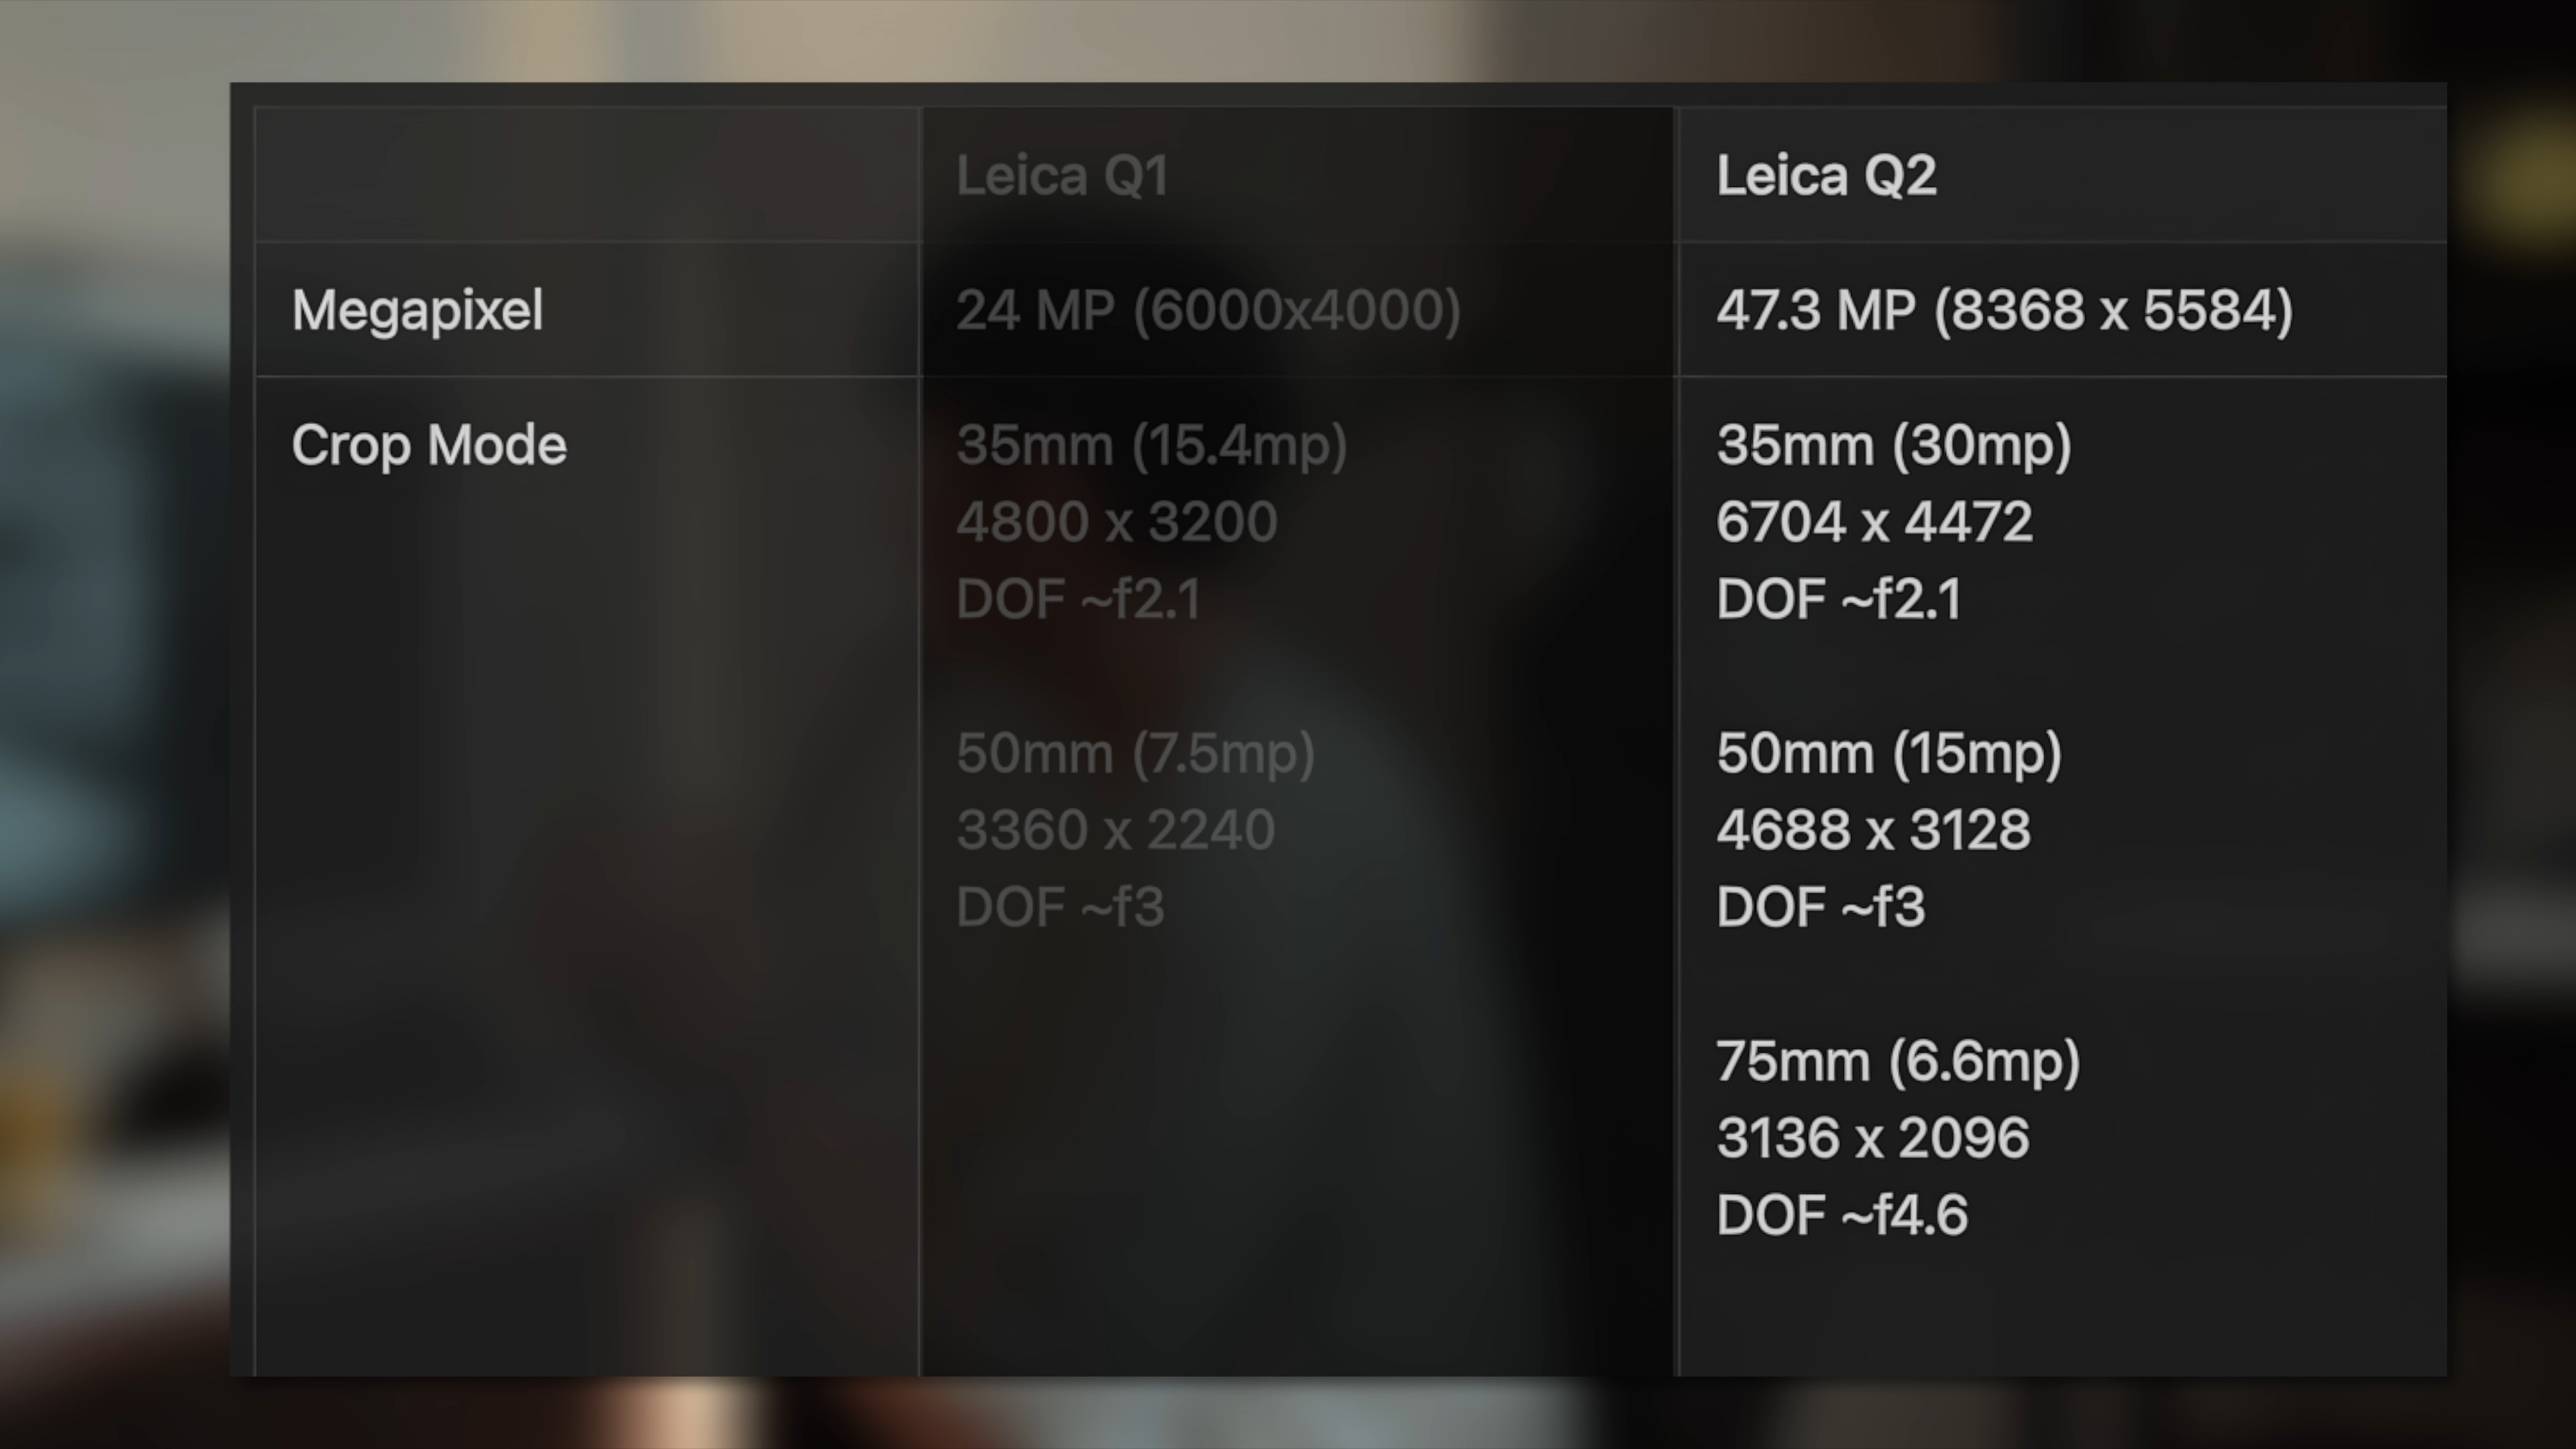 Leica Q1
Leica Q2
Megapixel
24 MP (6000x4000)
47.3 MP (8368 x 5584)
Crop Mode
35mm (15.4mp)
4800 x 3200
DOF ~f2.1
50mm (7.5mp)
3360 x 2240
DOF ~f3
35mm (30mp)
6704 x 4472
DOF ~f2.1
50mm (15mp)
4688 x 3128
DOF ~f3
75mm (6.6mp)
3136 x 2096
DOF ~f4.6